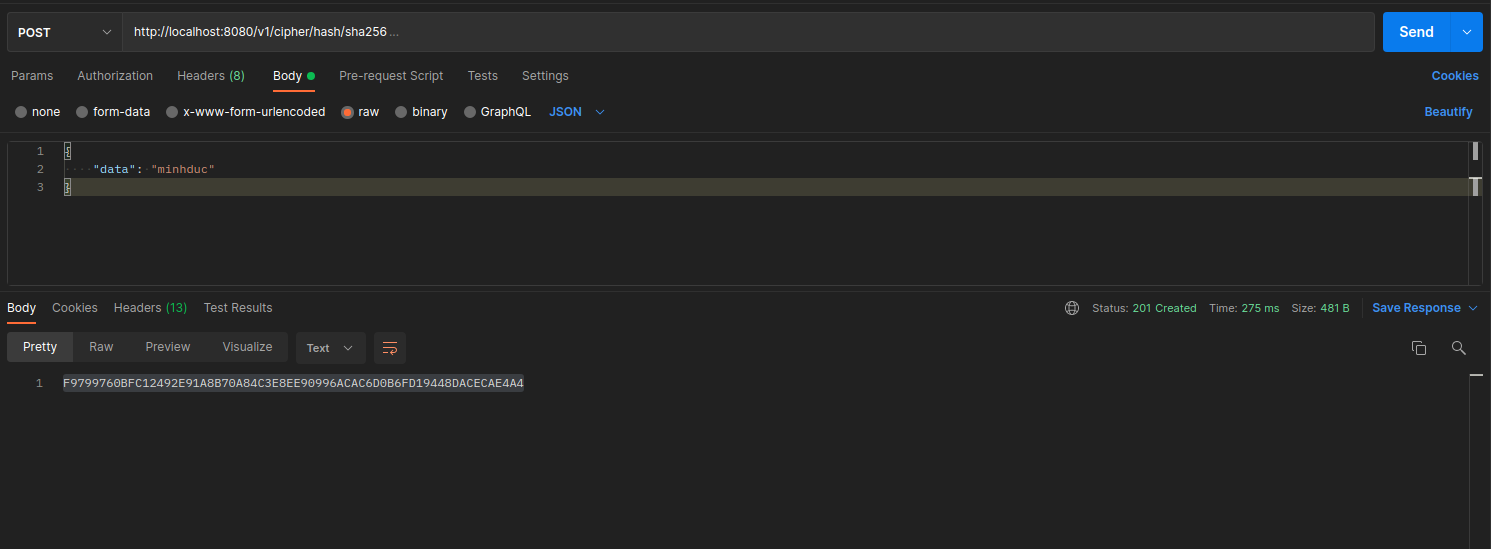 POST http://localhost:8080/v1/cipher/hash/sha256... Send
Params Authorization Headers (8) Body Pre-request Script Tests Settings Cookies
none form-data x-www-form-urlencoded raw binary GraphQL JSON Beautify
1 {
2 ····"data":·"minhduc"
3 }
Body Cookies Headers (13) Test Results Status: 201 Created Time: 275 ms Size: 481 B Save Response
Pretty Raw Preview Visualize Text
1 F9799760BFC12492E91A8B70A84C3E8EE90996ACAC6D0B6FD19448DACECAE4A4